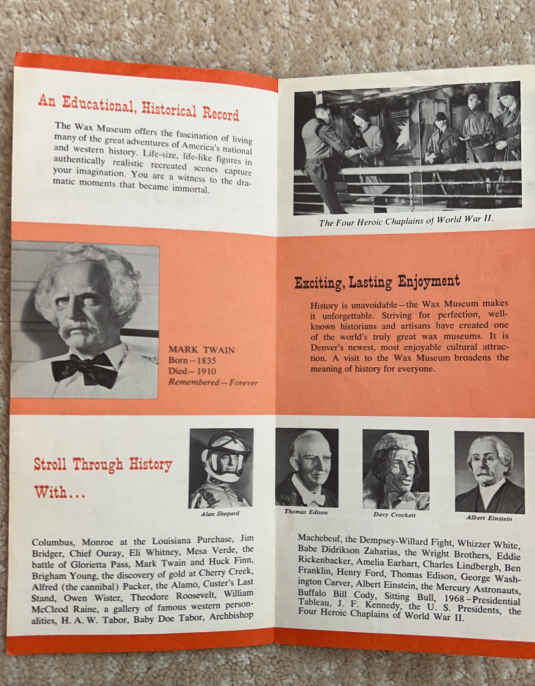 An Educational, Historical Record
The Wax Museum offers the fascination of living
many of the great adventures of America's national
and western history. Life-size, life-like figures in
authentically realistic recreated scenes capture
your imagination. You are a witness to the dra-
matic moments that became immortal.
MARK TWAIN
Born—1835
Died—1910
Remembered—Forever
Stroll Through History
With...
Alan Shepard
Columbus, Monroe at the Louisiana Purchase, Jim
Bridger, Chief Ouray, Eli Whitney, Mesa Verde, the
battle of Glorietta Pass, Mark Twain and Huck Finn,
Brigham Young, the discovery of gold at Cherry Creek,
Alfred (the cannibal) Packer, the Alamo, Custer's Last
Stand, Owen Wister, Theodore Roosevelt, William
McCleod Raine, a gallery of famous western person-
alities, H. A. W. Tabor, Baby Doe Tabor, Archbishop
The Four Heroic Chaplains of World War II.
Exciting, Lasting Enjoyment
History is unavoidable—the Wax Museum makes
it unforgettable. Striving for perfection, well-
known historians and artisans have created one
of the world's truly great wax museums. It is
Denver's newest, most enjoyable cultural attrac-
tion. A visit to the Wax Museum broadens the
meaning of history for everyone.
Thomas Edison
Davy Crockett
Albert Einstein
Machebeuf, the Dempsey-Willard Fight, Whizzer White,
Babe Didrikson Zaharias, the Wright Brothers, Eddie
Rickenbacker, Amelia Earhart, Charles Lindbergh, Ben
Franklin, Henry Ford, Thomas Edison, George Wash-
ington Carver, Albert Einstein, the Mercury Astronauts,
Buffalo Bill Cody, Sitting Bull, 1968—Presidential
Tableau, J. F. Kennedy, the U. S. Presidents, the
Four Heroic Chaplains of World War II.